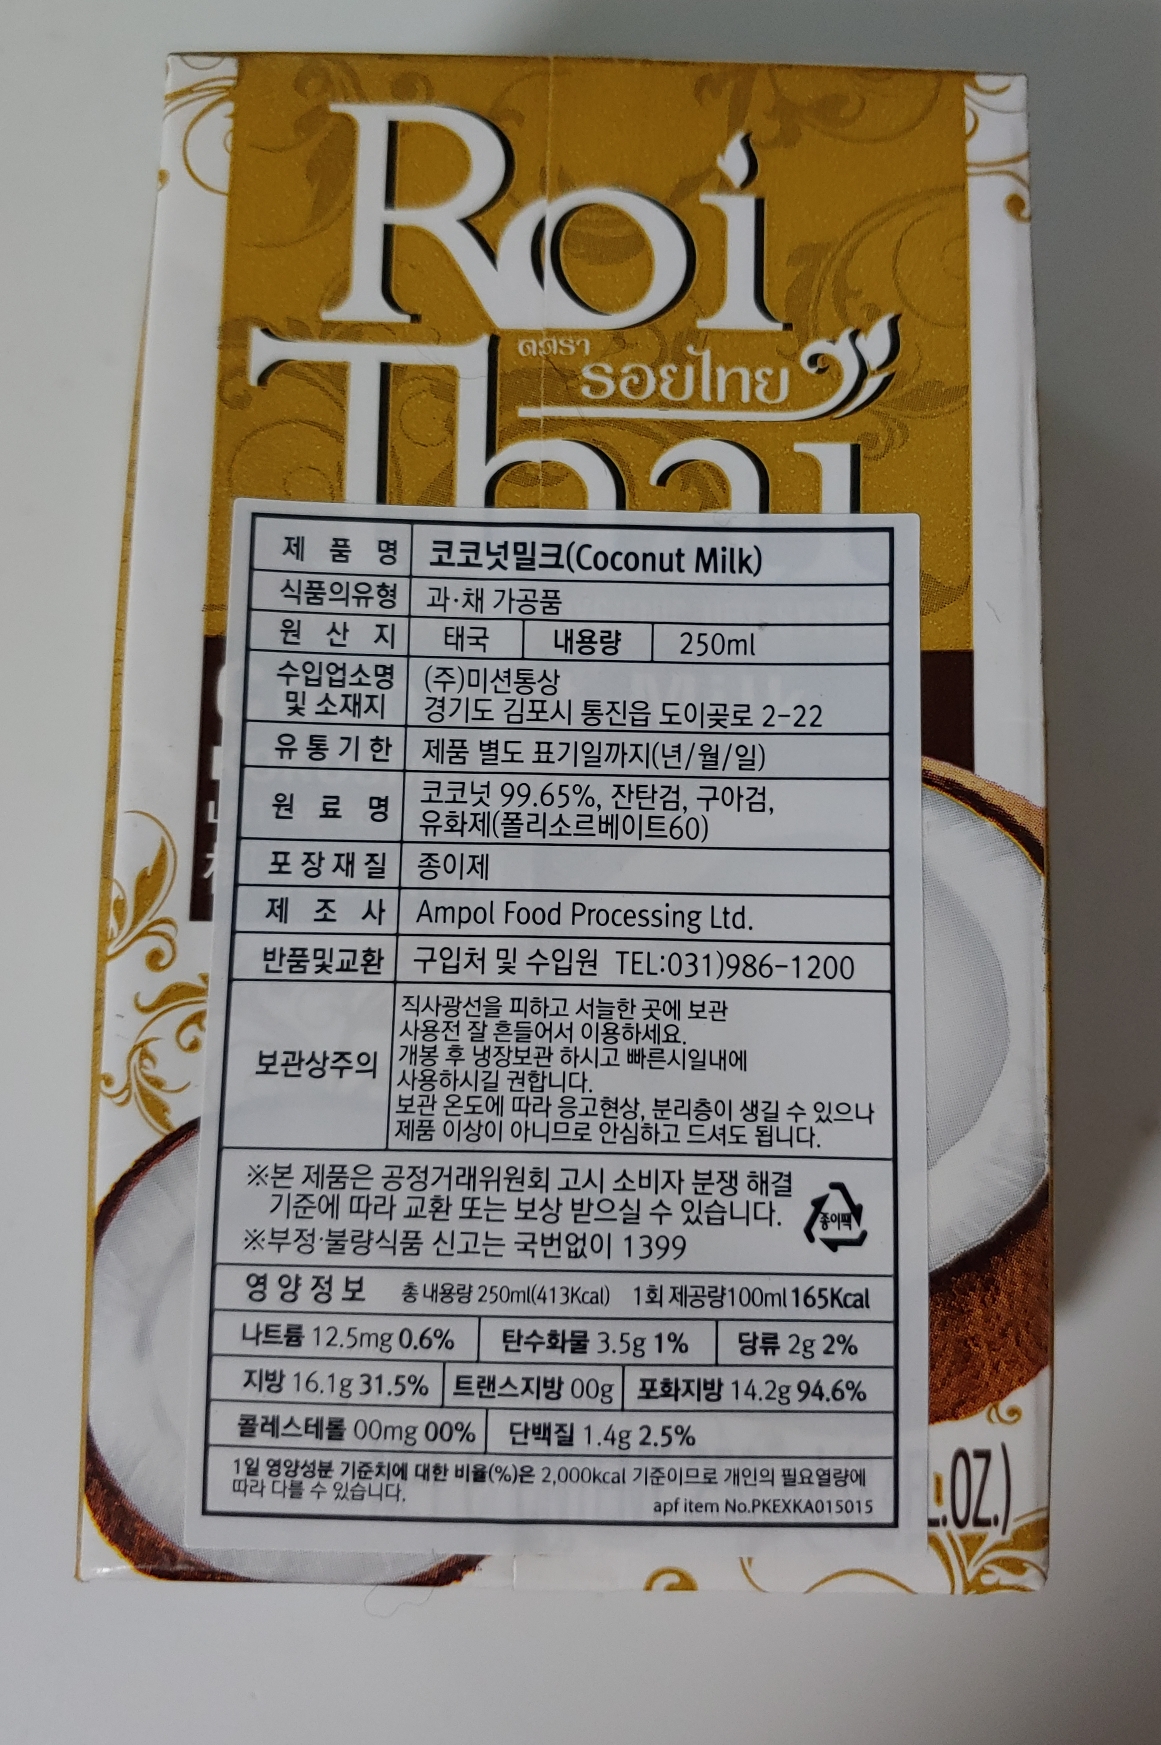 Roi
ตรา
รอยไทย
Thai
제 품 명 코코넛밀크(Coconut Milk)
식품의유형 과·채 가공품
원 산 지 태국 내용량 250ml
수입업소명 및 소재지 (주)미션통상
경기도 김포시 통진읍 도이곶로 2-22
유통기한 제품 별도 표기일까지(년/월/일)
원 료 명 코코넛 99.65%, 잔탄검, 구아검,
유화제(폴리소르베이트60)
포장재질 종이제
제 조 사 Ampol Food Processing Ltd.
반품및교환 구입처 및 수입원 TEL:031)986-1200
보관상주의
직사광선을 피하고 서늘한 곳에 보관
사용전 잘 흔들어서 이용하세요.
개봉 후 냉장보관 하시고 빠른시일내에
사용하시길 권합니다.
보관 온도에 따라 응고현상, 분리층이 생길 수 있으나
제품 이상이 아니므로 안심하고 드셔도 됩니다.
※본 제품은 공정거래위원회 고시 소비자 분쟁 해결
기준에 따라 교환 또는 보상 받으실 수 있습니다.
종이팩
※부정·불량식품 신고는 국번없이 1399
영양정보 총 내용량 250ml(413Kcal) 1회 제공량100ml 165Kcal
나트륨 12.5mg 0.6% 탄수화물 3.5g 1% 당류 2g 2%
지방 16.1g 31.5% 트랜스지방 00g 포화지방 14.2g 94.6%
콜레스테롤 00mg 00% 단백질 1.4g 2.5%
1일 영양성분 기준치에 대한 비율(%)은 2,000kcal 기준이므로 개인의 필요열량에
따라 다를 수 있습니다.
apf item No.PKEXKA015015
L.OZ.)